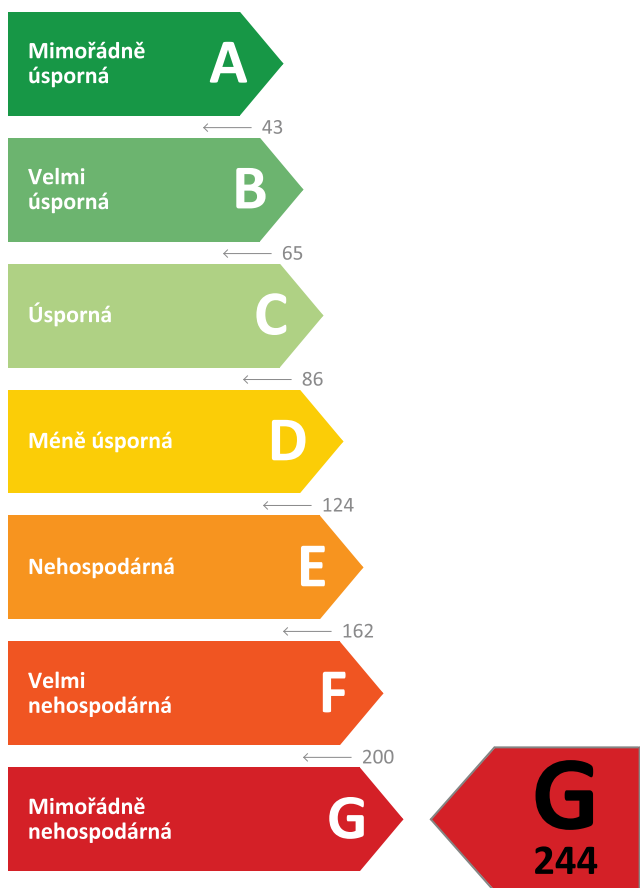 Mimořádně
úsporná
A
43
Velmi
úsporná
B
65
Úsporná
C
86
Méně úsporná
D
124
Nehospodárná
E
162
Velmi
nehospodárná
F
200
Mimořádně
nehospodárná
G
G
244